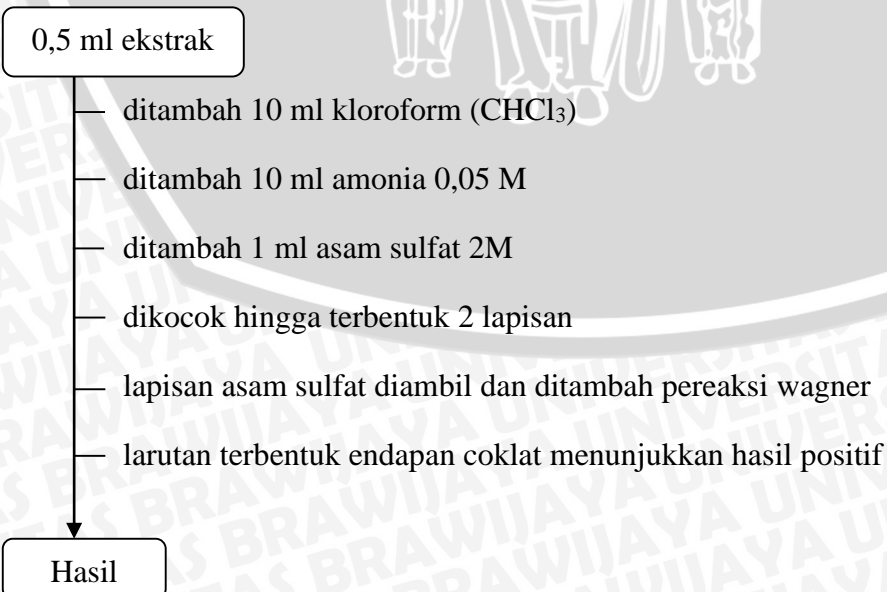 0,5 ml ekstrak
ditambah 10 ml kloroform (CHCl₃)
ditambah 10 ml amonia 0,05 M
ditambah 1 ml asam sulfat 2M
dikocok hingga terbentuk 2 lapisan
lapisan asam sulfat diambil dan ditambah pereaksi wagner
larutan terbentuk endapan coklat menunjukkan hasil positif
Hasil